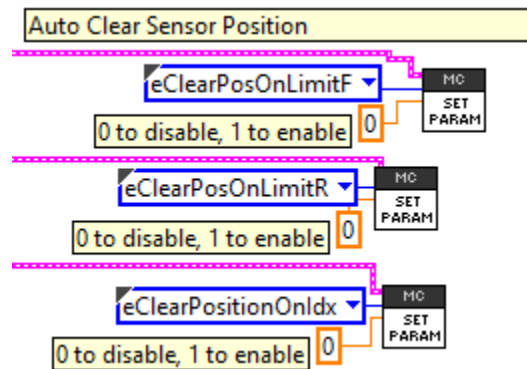 Auto Clear Sensor Position
eClearPosOnLimitF
MC
SET
PARAM
0 to disable, 1 to enable
0
eClearPosOnLimitR
MC
SET
PARAM
0 to disable, 1 to enable
0
eClearPositionOnIdx
MC
SET
PARAM
0 to disable, 1 to enable
0